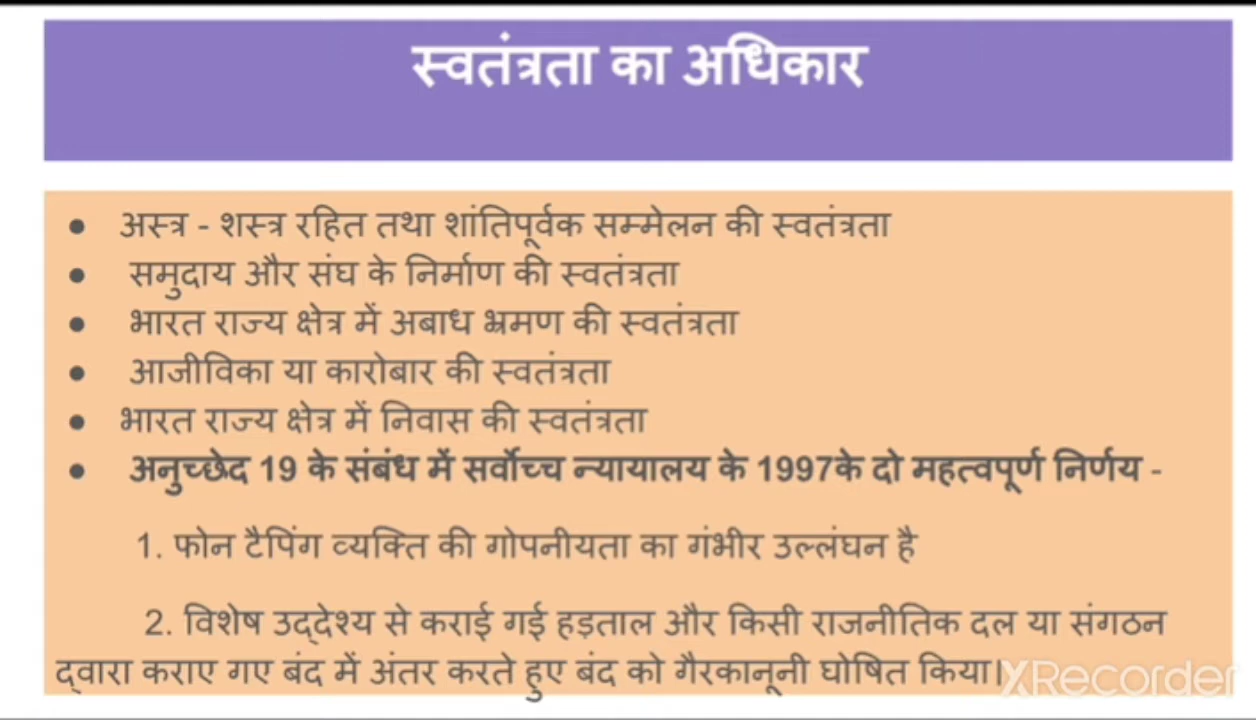 स्वतंत्रता का अधिकार
● अस्त्र - शस्त्र रहित तथा शांतिपूर्वक सम्मेलन की स्वतंत्रता
● समुदाय और संघ के निर्माण की स्वतंत्रता
● भारत राज्य क्षेत्र में अबाध भ्रमण की स्वतंत्रता
● आजीविका या कारोबार की स्वतंत्रता
● भारत राज्य क्षेत्र में निवास की स्वतंत्रता
● अनुच्छेद 19 के संबंध में सर्वोच्च न्यायालय के 1997के दो महत्वपूर्ण निर्णय -
1. फोन टैपिंग व्यक्ति की गोपनीयता का गंभीर उल्लंघन है
2. विशेष उद्देश्य से कराई गई हड़ताल और किसी राजनीतिक दल या संगठन
द्वारा कराए गए बंद में अंतर करते हुए बंद को गैरकानूनी घोषित किया।
XRecorder